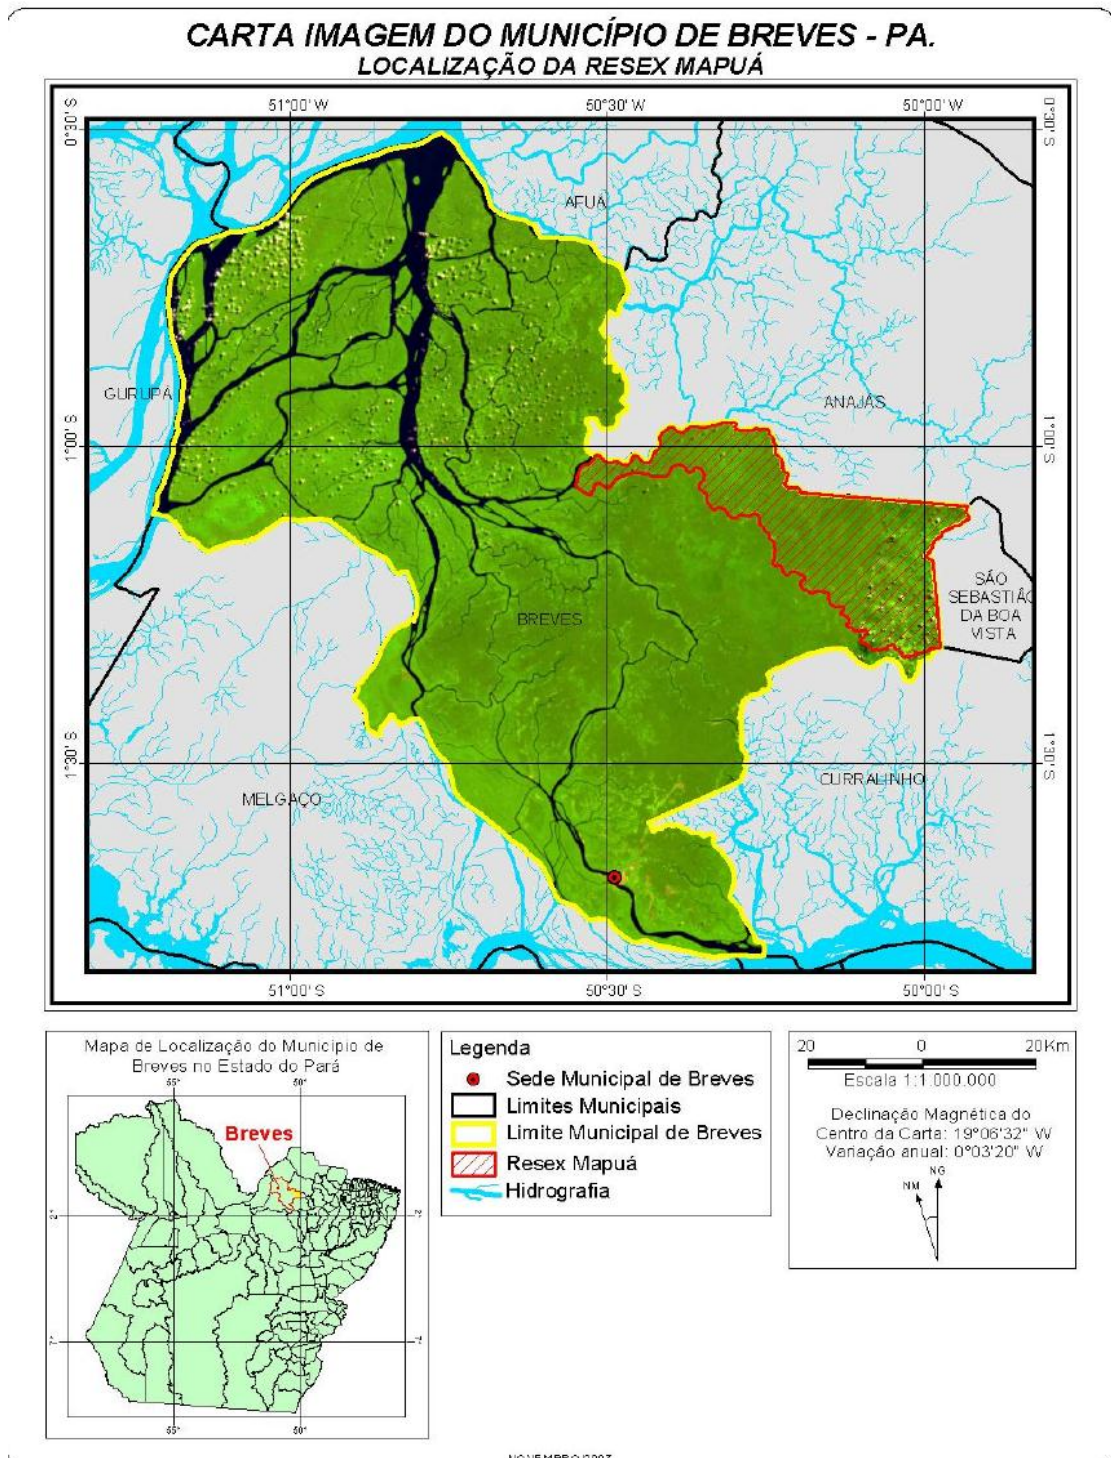 CARTA IMAGEM DO MUNICÍPIO DE BREVES - PA.
LOCALIZAÇÃO DA RESEX MAPUÁ
51°00' W
50°30' W
50°00' W
0°30' S
0°30' S
AFUÁ
GURUPÁ
ANAJÁS
1°00' S
1°00' S
SÃO
SEBASTIÃO
DA BOA
VISTA
BREVES
1°30' S
1°30' S
MELGAÇO
CURRALINHO
51°00' S
50°30' S
50°00' S
Mapa de Localização do Município de
Breves no Estado do Pará
55°
50°
Breves
2°
2°
7°
7°
55°
50°
Legenda
Sede Municipal de Breves
Limites Municipais
Limite Municipal de Breves
Resex Mapuá
Hidrografia
20 0 20Km
Escala 1:1.000.000
Declinação Magnética do
Centro da Carta: 19°06'32" W
Variação anual: 0°03'20" W
NM
NG